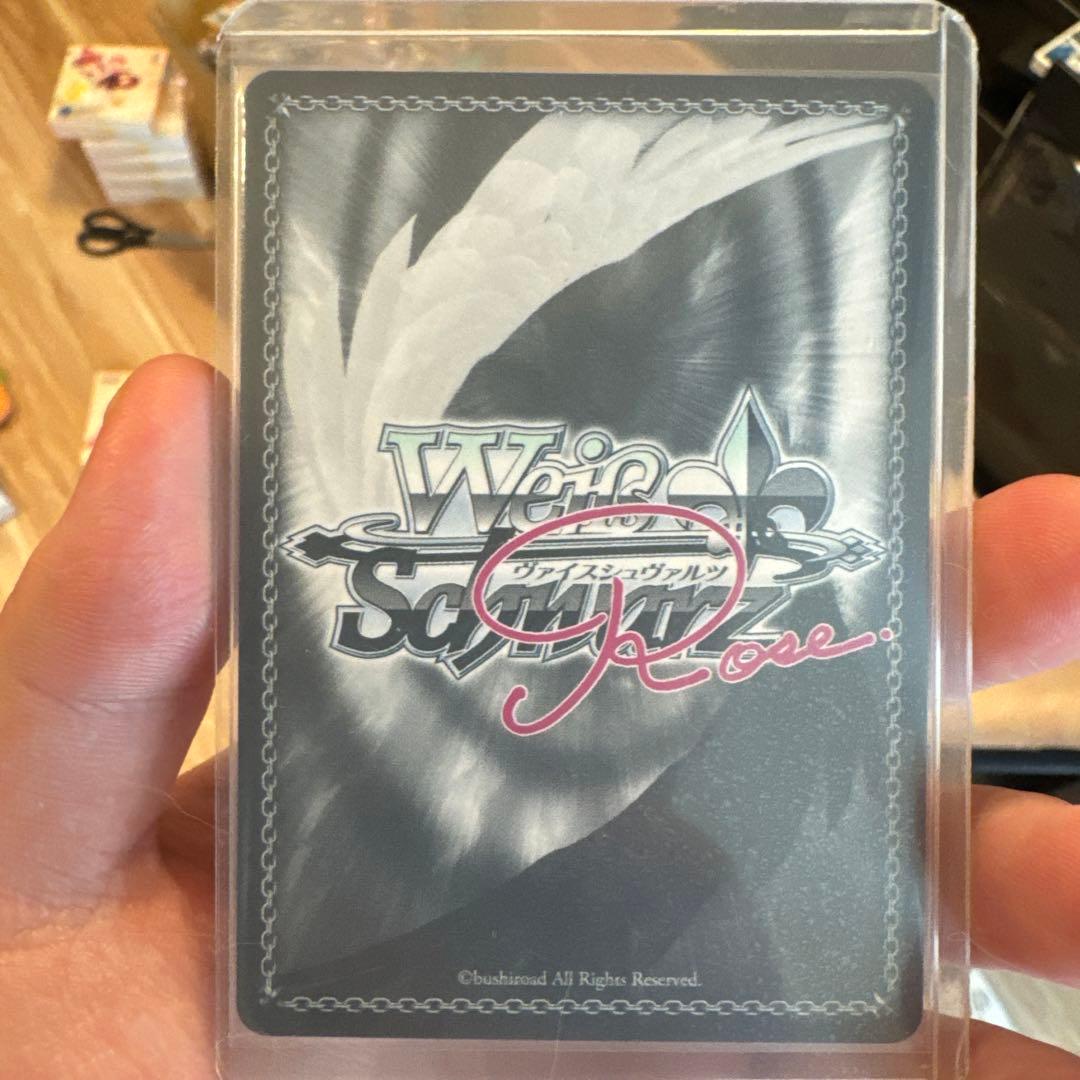 Weiß
ヴァイスシュヴァルツ
Schwarz
Rose.
©bushiroad All Rights Reserved.